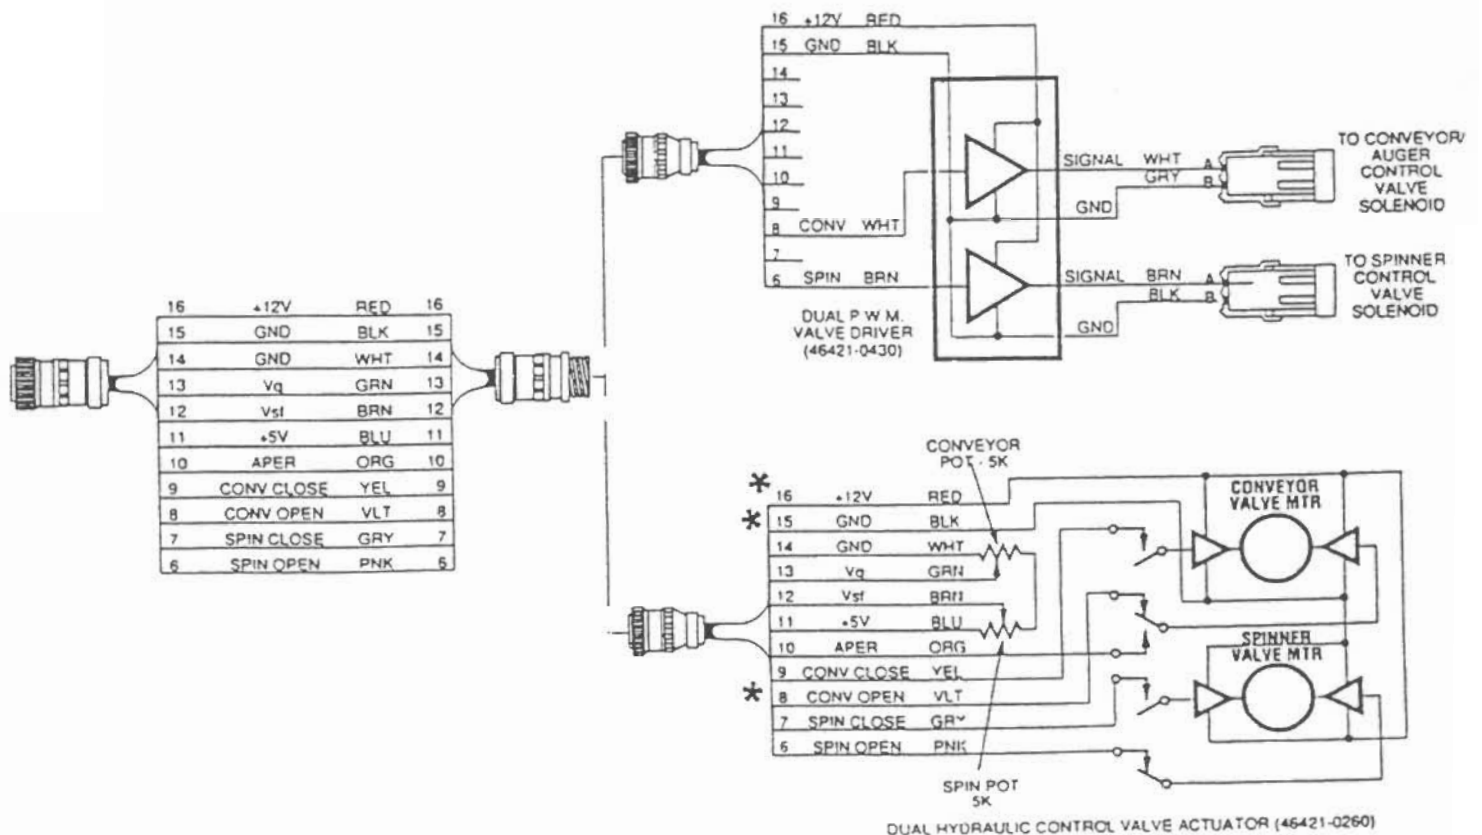 16 +12V RED
15 GND BLK
14
13
12
11
10
9
8 CONV WHT
7
6 SPIN BRN
DUAL P.W.M.
VALVE DRIVER
(46421-0430)
SIGNAL WHT A
GRY B
GND
TO CONVEYOR/
AUGER
CONTROL
VALVE
SOLENOID
SIGNAL BRN A
BLK B
GND
TO SPINNER
CONTROL
VALVE
SOLENOID
16 +12V RED 16
15 GND BLK 15
14 GND WHT 14
13 Vq GRN 13
12 Vsf BRN 12
11 +5V BLU 11
10 APER ORG 10
9 CONV CLOSE YEL 9
8 CONV OPEN VLT 8
7 SPIN CLOSE GRY 7
6 SPIN OPEN PNK 6
CONVEYOR
POT - 5K
* 16 +12V RED
* 15 GND BLK
14 GND WHT
13 Vq GRN
12 Vsf BRN
11 +5V BLU
10 APER ORG
9 CONV CLOSE YEL
* 8 CONV OPEN VLT
7 SPIN CLOSE GRY
6 SPIN OPEN PNK
SPIN POT
5K
CONVEYOR
VALVE MTR
SPINNER
VALVE MTR
DUAL HYDRAULIC CONTROL VALVE ACTUATOR (46421-0260)